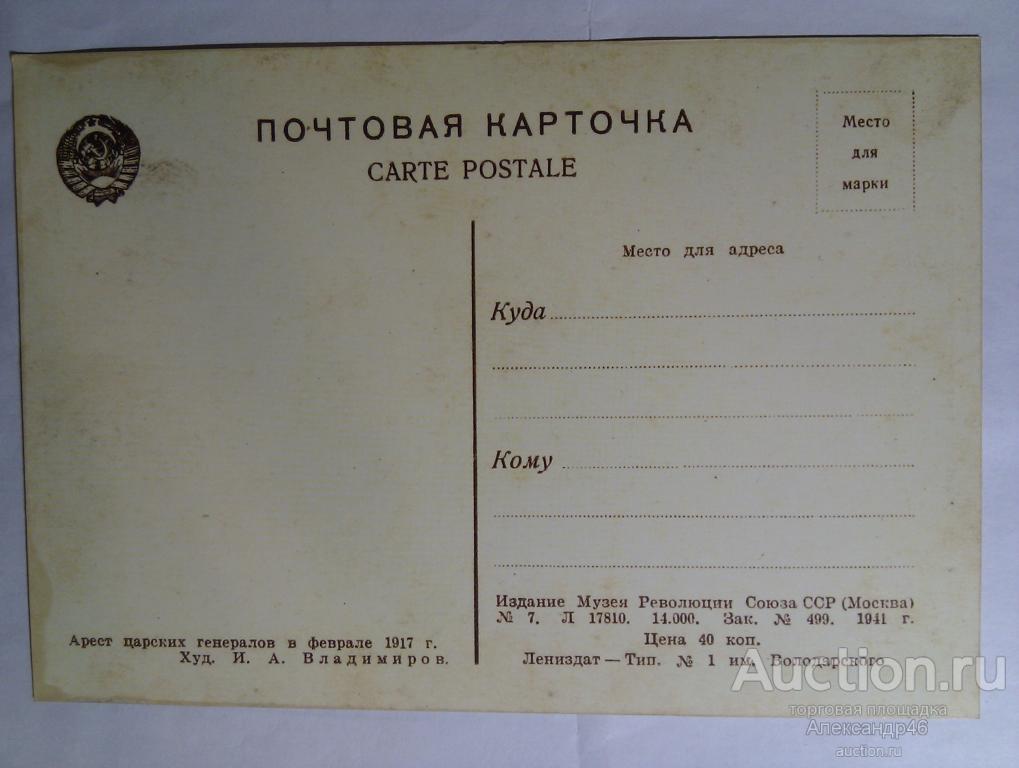 ПОЧТОВАЯ КАРТОЧКА
CARTE POSTALE
Место
для
марки
Место для адреса
Куда
Кому
Арест царских генералов в феврале 1917 г.
Худ. И. А. Владимиров.
Издание Музея Революции Союза ССР (Москва)
№ 7. Л 17810. 14.000. Зак. № 499. 1941 г.
Цена 40 коп.
Лениздат — Тип. № 1 им. Володарского
Auction.ru
торговая площадка
Александр46
auction.ru